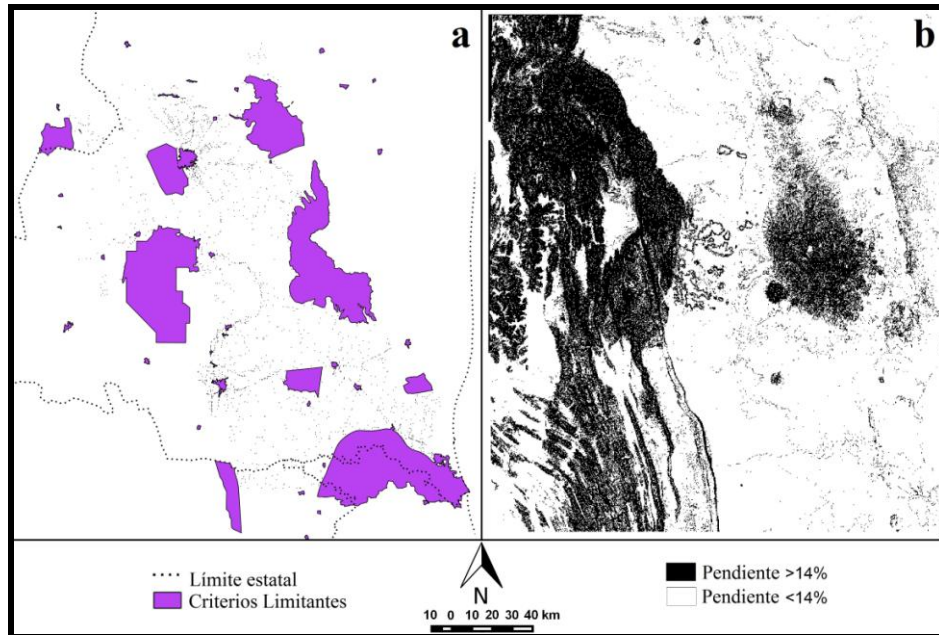 a
b
Límite estatal
Criterios Limitantes
N
10 0 10 20 30 40 km
Pendiente >14%
Pendiente <14%